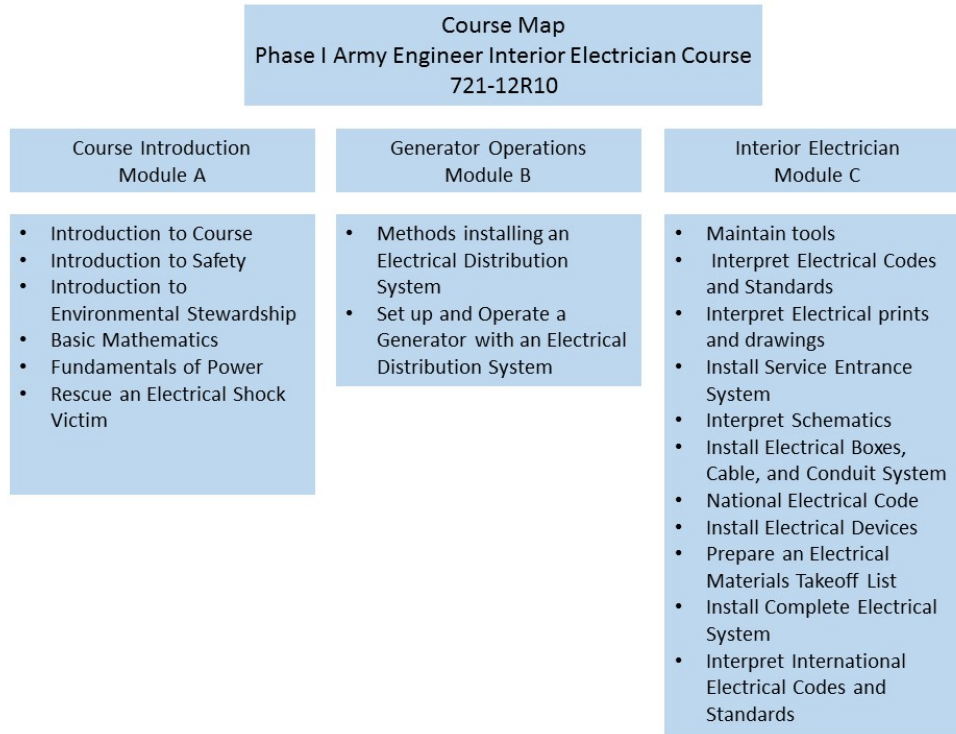 Course Map
Phase I Army Engineer Interior Electrician Course
721-12R10
Course Introduction
Module A
• Introduction to Course
• Introduction to Safety
• Introduction to
Environmental Stewardship
• Basic Mathematics
• Fundamentals of Power
• Rescue an Electrical Shock
Victim
Generator Operations
Module B
• Methods installing an
Electrical Distribution
System
• Set up and Operate a
Generator with an Electrical
Distribution System
Interior Electrician
Module C
• Maintain tools
• Interpret Electrical Codes
and Standards
• Interpret Electrical prints
and drawings
• Install Service Entrance
System
• Interpret Schematics
• Install Electrical Boxes,
Cable, and Conduit System
• National Electrical Code
• Install Electrical Devices
• Prepare an Electrical
Materials Takeoff List
• Install Complete Electrical
System
• Interpret International
Electrical Codes and
Standards